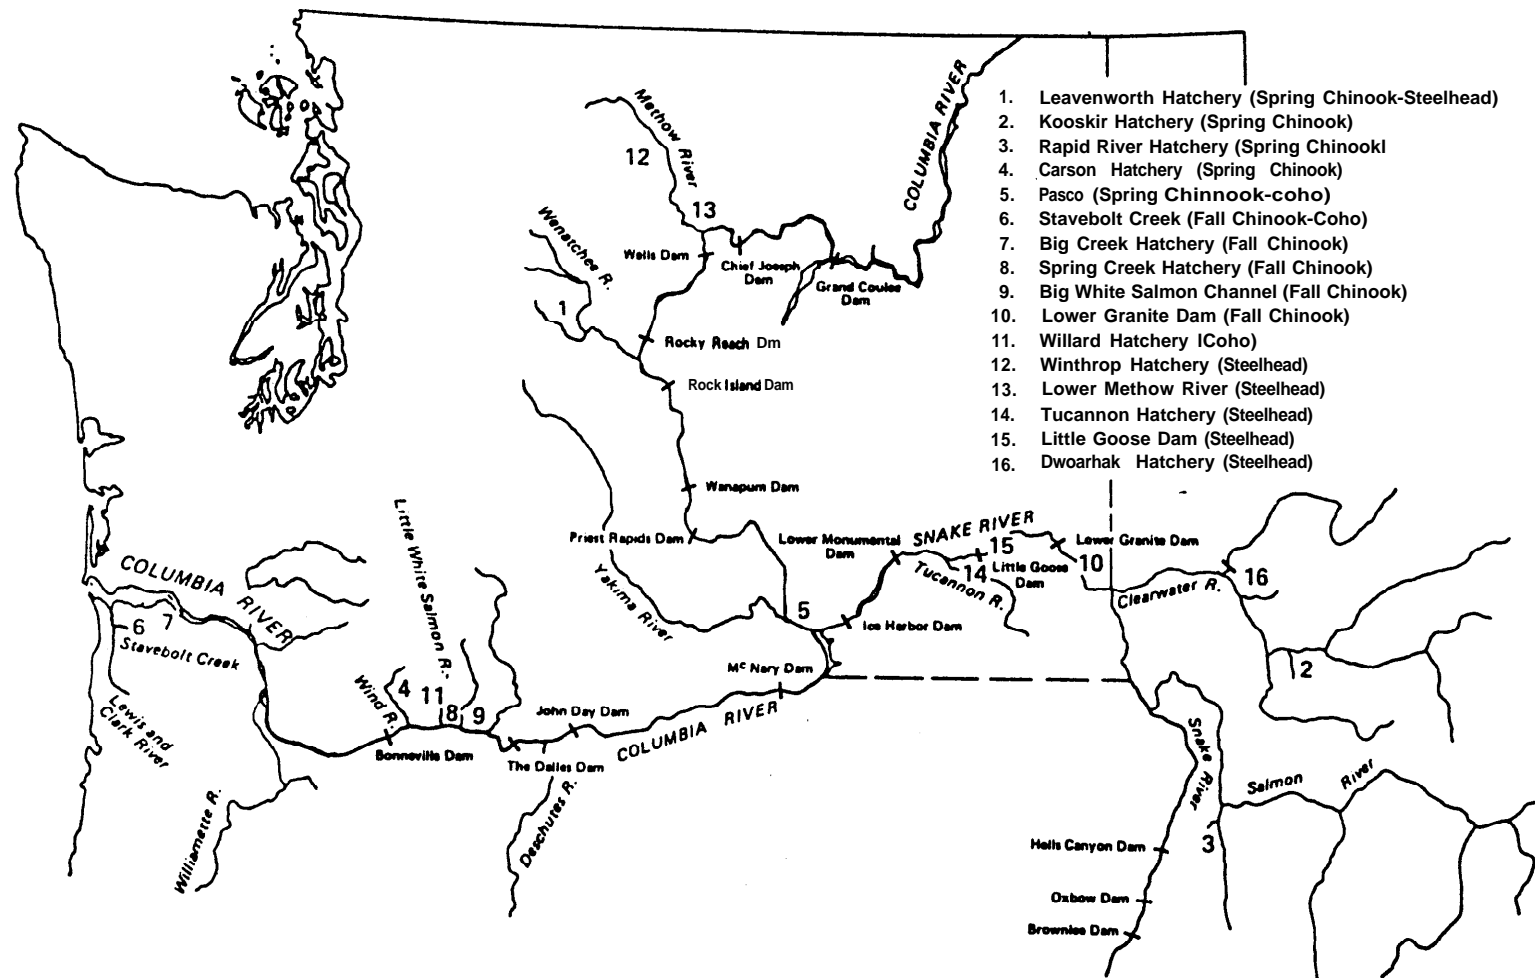 1. Leavenworth Hatchery (Spring Chinook-Steelhead)
2. Kooskir Hatchery (Spring Chinook)
3. Rapid River Hatchery (Spring Chinookl
4. Carson Hatchery (Spring Chinook)
5. Pasco (Spring Chinnook-coho)
6. Stavebolt Creek (Fall Chinook-Coho)
7. Big Creek Hatchery (Fall Chinook)
8. Spring Creek Hatchery (Fall Chinook)
9. Big White Salmon Channel (Fall Chinook)
10. Lower Granite Dam (Fall Chinook)
11. Willard Hatchery lCoho)
12. Winthrop Hatchery (Steelhead)
13. Lower Methow River (Steelhead)
14. Tucannon Hatchery (Steelhead)
15. Little Goose Dam (Steelhead)
16. Dwoarhak Hatchery (Steelhead)
COLUMBIA RIVER
Methow River
12
13
Wenatchee R.
Wells Dam
Chief Joseph
Dam
Grand Coulee
Dam
1
Rocky Reach Dm
Rock Island Dam
Wanapum Dam
Priest Rapids Dam
Yakima River
Lower Monumental
Dam
SNAKE RIVER
15
Little Goose
Dam
14
Tucannon R.
Lower Granite Dam
10
Clearwater R.
16
5
Ice Harbor Dam
Mc Nary Dam
2
COLUMBIA RIVER
6
7
Stavebolt Creek
Lewis and
Clark River
Little White Salmon R.
Wind R.
4
11
8
9
Bonneville Dam
John Day Dam
The Dalles Dam
COLUMBIA RIVER
Deschutes R.
Williamette R.
Snake River
Salmon River
3
Hells Canyon Dam
Oxbow Dam
Brownlee Dam